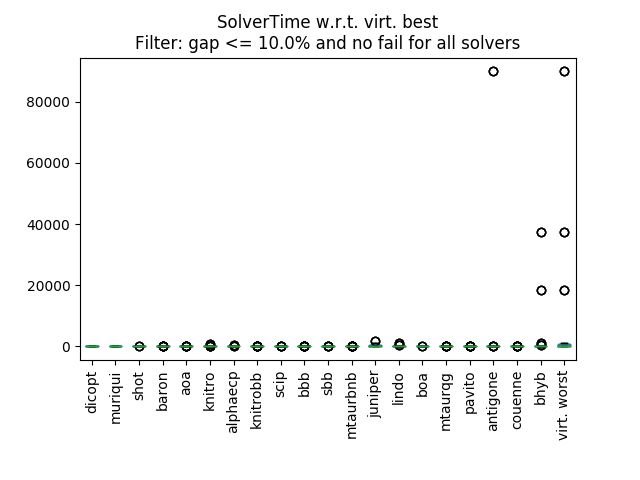 SolverTime w.r.t. virt. best
Filter: gap <= 10.0% and no fail for all solvers
80000
60000
40000
20000
0
dicopt
muriqui
shot
baron
aoa
knitro
alphaecp
knitrobb
scip
bbb
sbb
mtaurbnb
juniper
lindo
boa
mtaurqg
pavito
antigone
couenne
bhyb
virt. worst